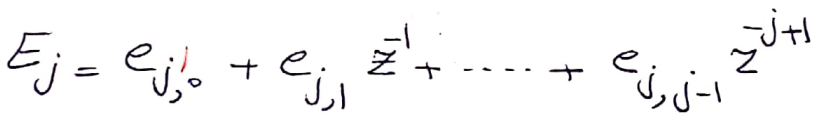 E_j = e_{j,0} + e_{j,1} z^{-1} + ..... + e_{j,j-1} z^{-j+1}